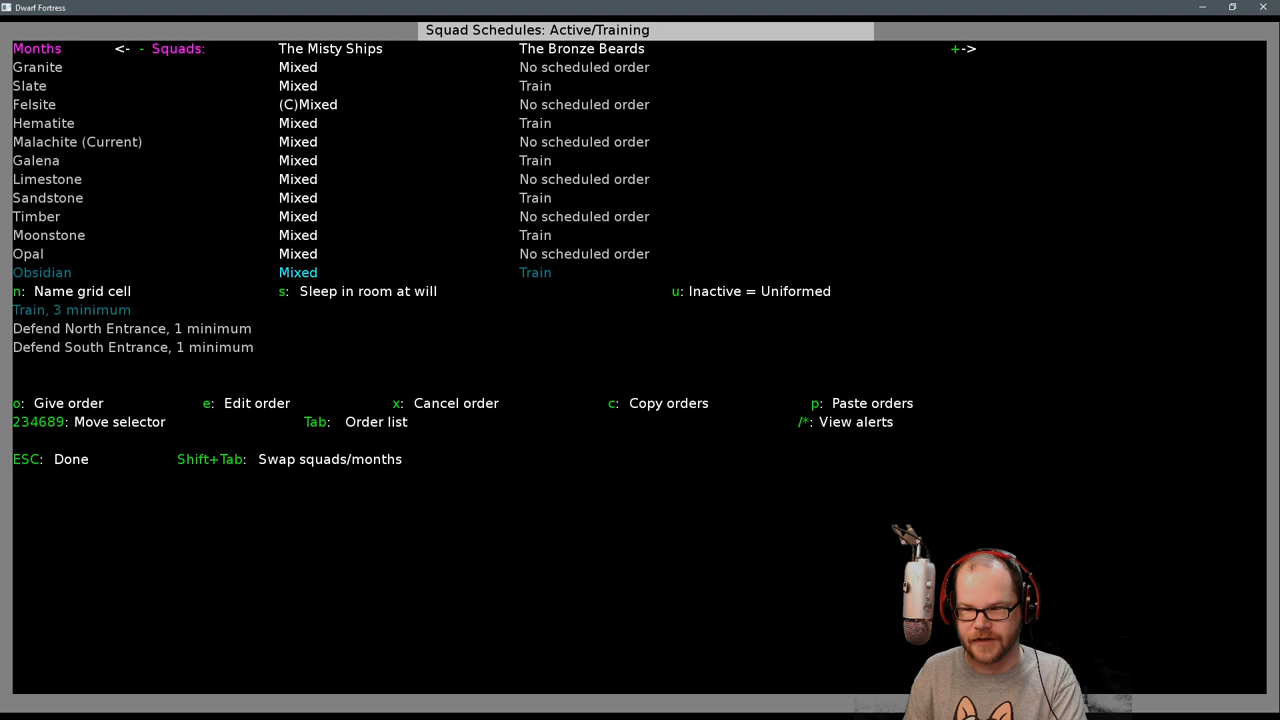 Dwarf Fortress
Squad Schedules: Active/Training
Months <- - Squads: The Misty Ships The Bronze Beards +->
Granite Mixed No scheduled order
Slate Mixed Train
Felsite (C)Mixed No scheduled order
Hematite Mixed Train
Malachite (Current) Mixed No scheduled order
Galena Mixed Train
Limestone Mixed No scheduled order
Sandstone Mixed Train
Timber Mixed No scheduled order
Moonstone Mixed Train
Opal Mixed No scheduled order
Obsidian Mixed Train
n: Name grid cell s: Sleep in room at will u: Inactive = Uniformed
Train, 3 minimum
Defend North Entrance, 1 minimum
Defend South Entrance, 1 minimum
o: Give order e: Edit order x: Cancel order c: Copy orders p: Paste orders
234689: Move selector Tab: Order list /*: View alerts
ESC: Done Shift+Tab: Swap squads/months